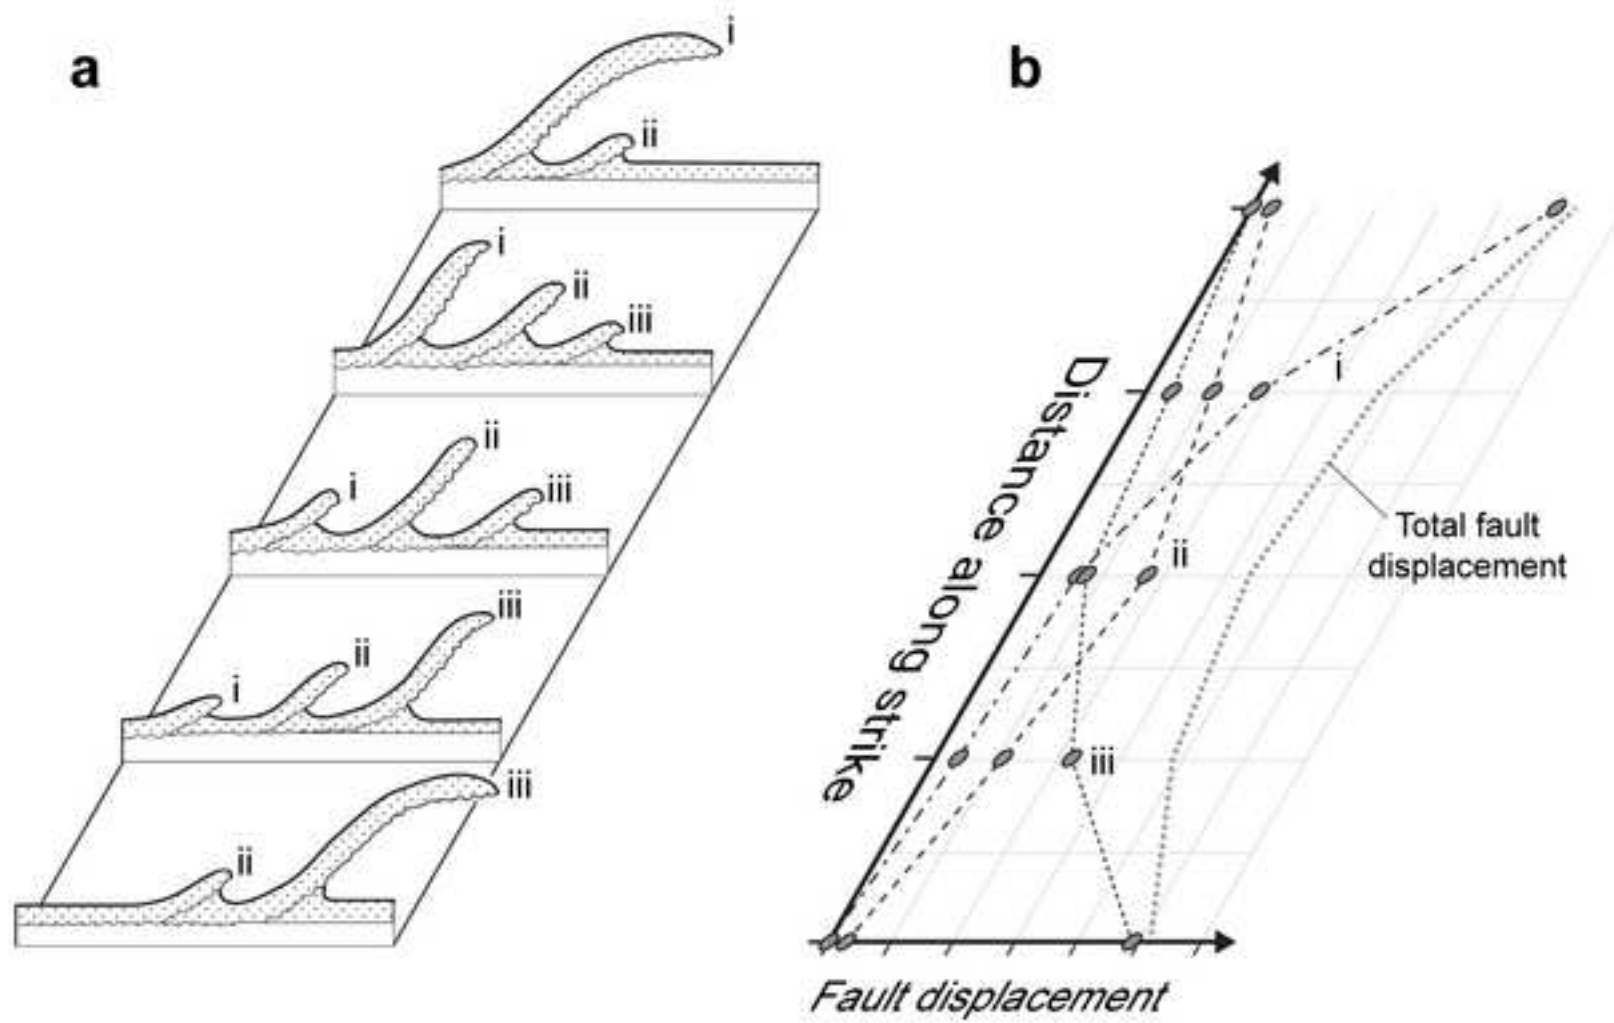 a
i
ii
i
ii
iii
i
ii
iii
i
ii
iii
ii
iii
b
i
Distance along strike
Total fault
displacement
ii
iii
Fault displacement